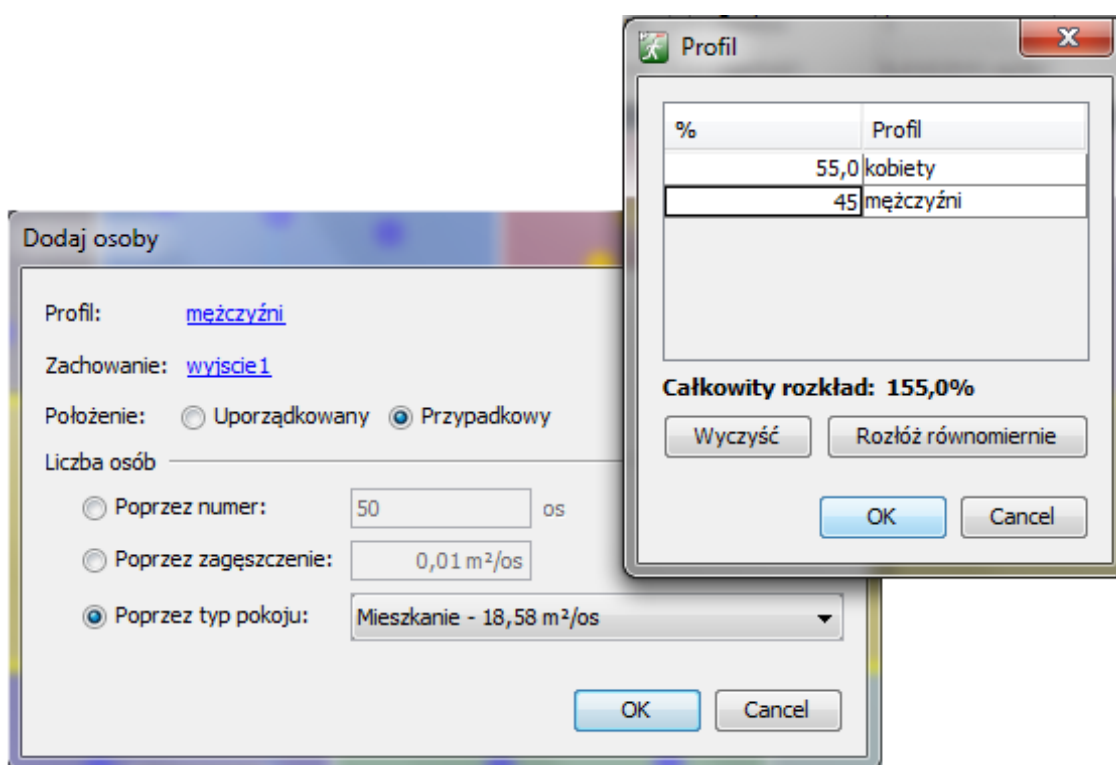 Profil
% Profil
55,0 kobiety
45 mężczyźni
Całkowity rozkład: 155,0%
Wyczyść Rozłóż równomiernie
OK Cancel
Dodaj osoby
Profil: mężczyźni
Zachowanie: wyjscie1
Położenie: Uporządkowany Przypadkowy
Liczba osób
Poprzez numer: 50 os
Poprzez zagęszczenie: 0,01 m²/os
Poprzez typ pokoju: Mieszkanie - 18,58 m²/os
OK Cancel